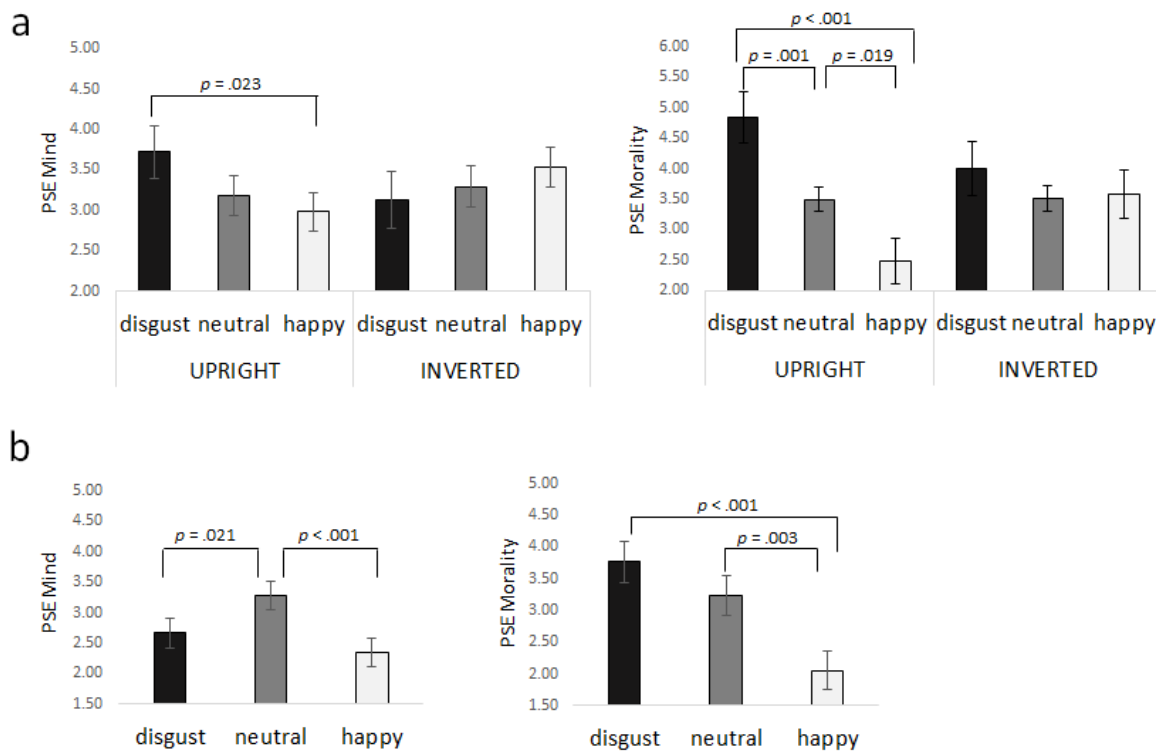 a
5.00
4.50
4.00
3.50
3.00
2.50
2.00
PSE Mind
p = .023
disgust neutral happy disgust neutral happy
UPRIGHT INVERTED
6.00
5.50
5.00
4.50
4.00
3.50
3.00
2.50
2.00
PSE Morality
p < .001
p = .001 p = .019
disgust neutral happy disgust neutral happy
UPRIGHT INVERTED
b
5.00
4.50
4.00
3.50
3.00
2.50
2.00
1.50
PSE Mind
p = .021 p < .001
disgust neutral happy
5.00
4.50
4.00
3.50
3.00
2.50
2.00
1.50
PSE Morality
p < .001
p = .003
disgust neutral happy